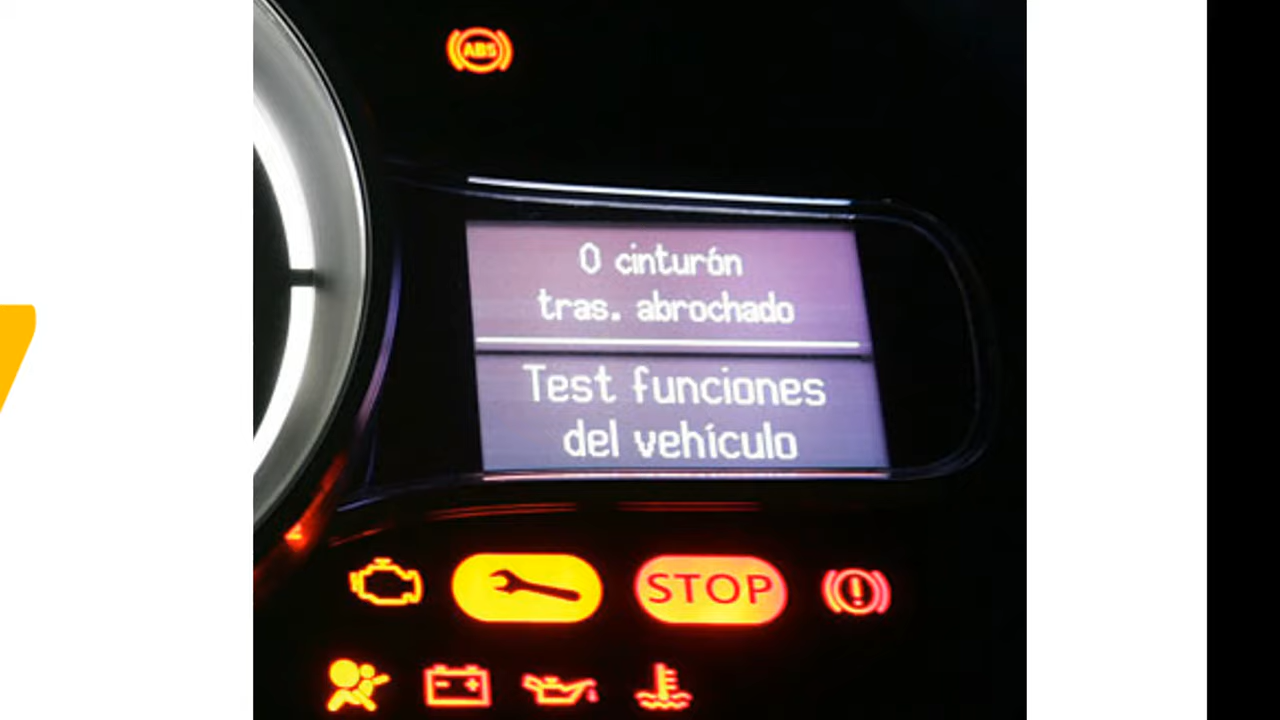 ABS
0 cinturón
tras. abrochado
Test funciones
del vehículo
STOP